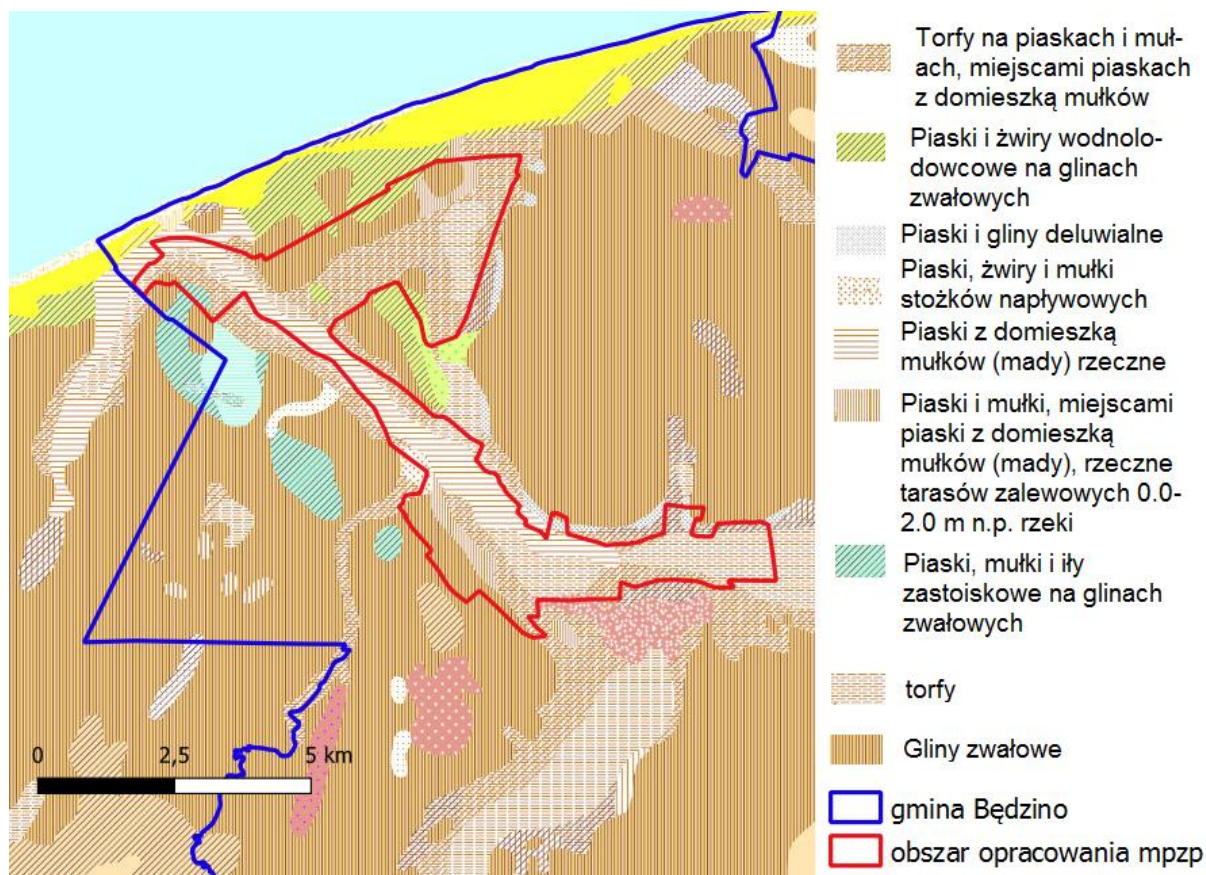 Torfy na piaskach i muł-
ach, miejscami piaskach
z domieszką mułków
Piaski i żwiry wodnolo-
dowcowe na glinach
zwałowych
Piaski i gliny deluwialne
Piaski, żwiry i mułki
stożków napływowych
Piaski z domieszką
mułków (mady) rzeczne
Piaski i mułki, miejscami
piaski z domieszką
mułków (mady), rzeczne
tarasów zalewowych 0.0-
2.0 m n.p. rzeki
Piaski, mułki i iły
zastoiskowe na glinach
zwałowych
torfy
Gliny zwałowe
gmina Będzino
obszar opracowania mpzp
0 2,5 5 km